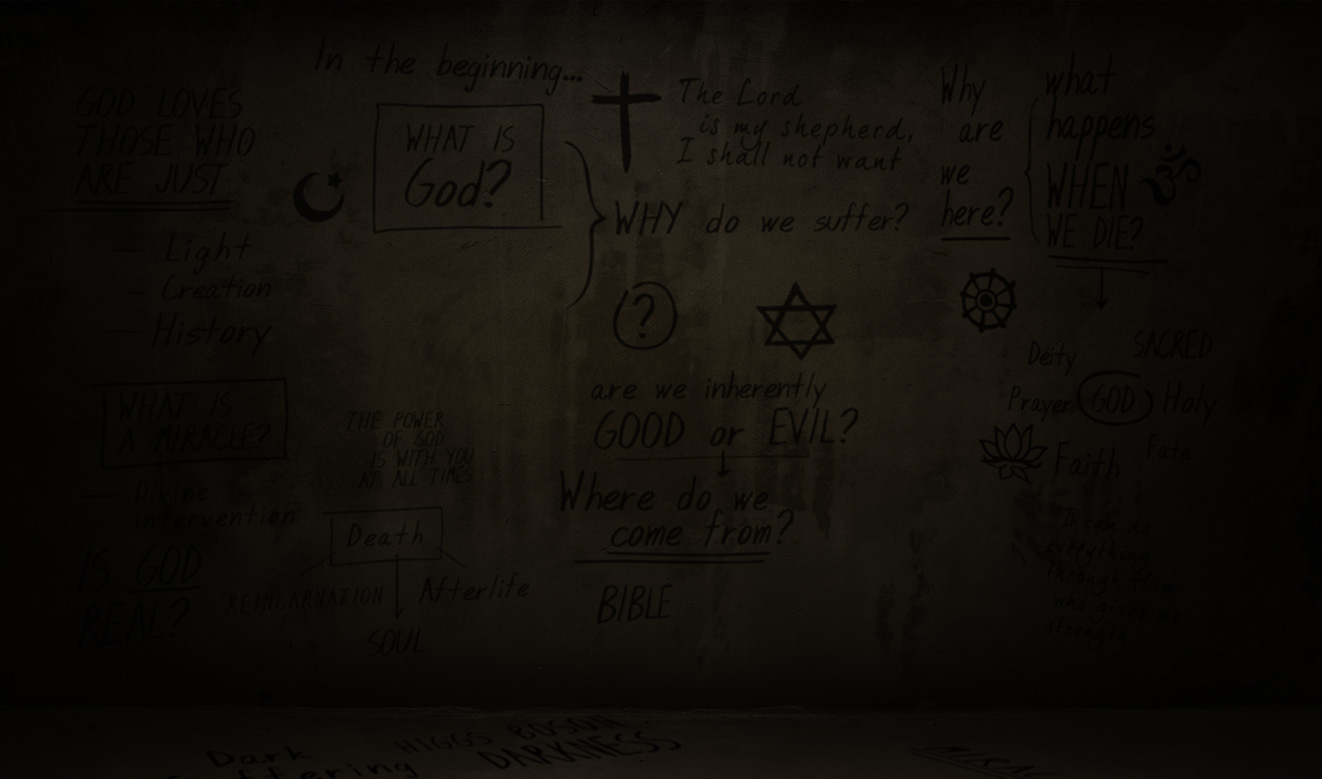 In the beginning...
GOD LOVES
THOSE WHO
ARE JUST
— Light
— Creation
— History
WHAT IS
God?
The Lord
is my shepherd,
I shall not want
WHY do we suffer?
?
Why
are
we
here?
what
happens
WHEN
WE DIE?
are we inherently
GOOD or EVIL?
Where do we
come from?
BIBLE
Deity
SACRED
Prayer GOD Holy
Faith
Fate
I can do
everything
through Him
who gives me
strength
WHAT IS
A MIRACLE?
— Divine
intervention
IS GOD
REAL?
THE POWER
OF GOD
IS WITH YOU
AT ALL TIMES
Death
REINCARNATION
Afterlife
SOUL
Dark
HIGGS BOSON
DARKNESS